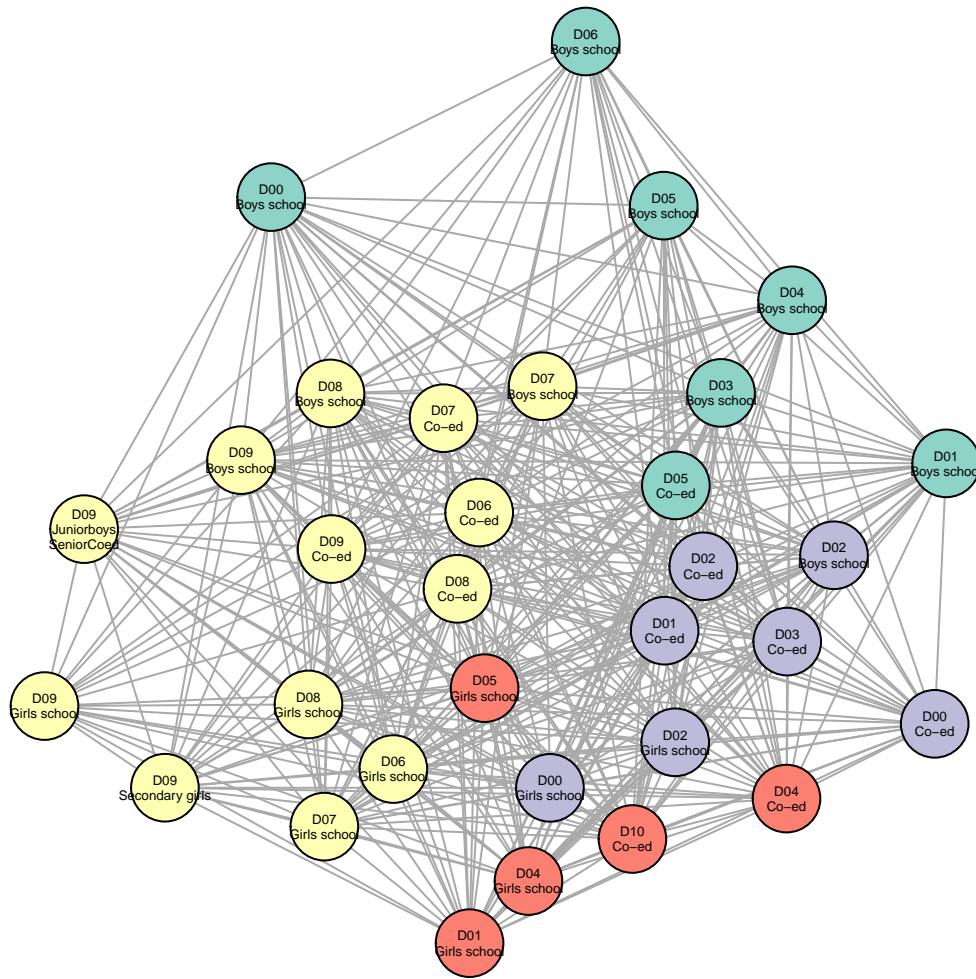 D06
Boys school
D00
Boys school
D05
Boys school
D04
Boys school
D08
Boys school
D07
Co−ed
D07
Boys school
D03
Boys school
D09
Boys school
D01
Boys school
D05
Co−ed
D06
Co−ed
D09
Juniorboys
SeniorCoed
D09
Co−ed
D02
Co−ed
D02
Boys school
D08
Co−ed
D01
Co−ed
D03
Co−ed
D05
Girls school
D09
Girls school
D08
Girls school
D00
Co−ed
D02
Girls school
D06
Girls school
D09
Secondary girls
D00
Girls school
D04
Co−ed
D07
Girls school
D10
Co−ed
D04
Girls school
D01
Girls school